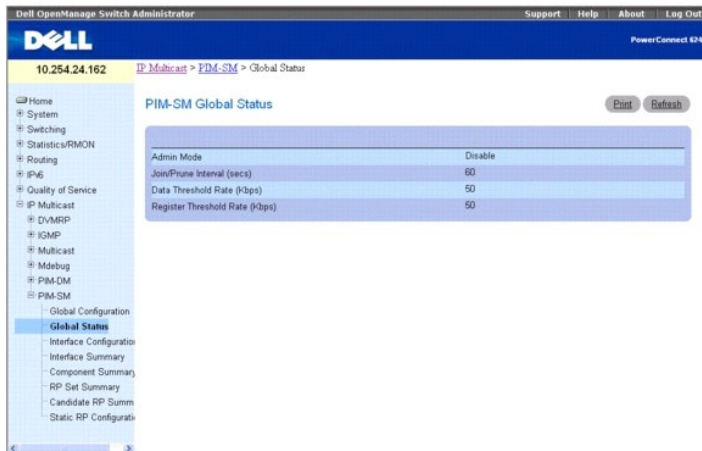 Dell OpenManage Switch Administrator
Support Help About Log Out
DELL
PowerConnect 624
10.254.24.162
IP Multicast > PIM-SM > Global Status
Home
System
Switching
Statistics/RMON
Routing
IPv6
Quality of Service
IP Multicast
DVMRP
IGMP
Multicast
Mdebug
PIM-DM
PIM-SM
Global Configuration
Global Status
Interface Configuratio
Interface Summary
Component Summary
RP Set Summary
Candidate RP Summ
Static RP Configurati
PIM-SM Global Status
Print Refresh
Admin Mode Disable
Join/Prune Interval (secs) 60
Data Threshold Rate (Kbps) 50
Register Threshold Rate (Kbps) 50